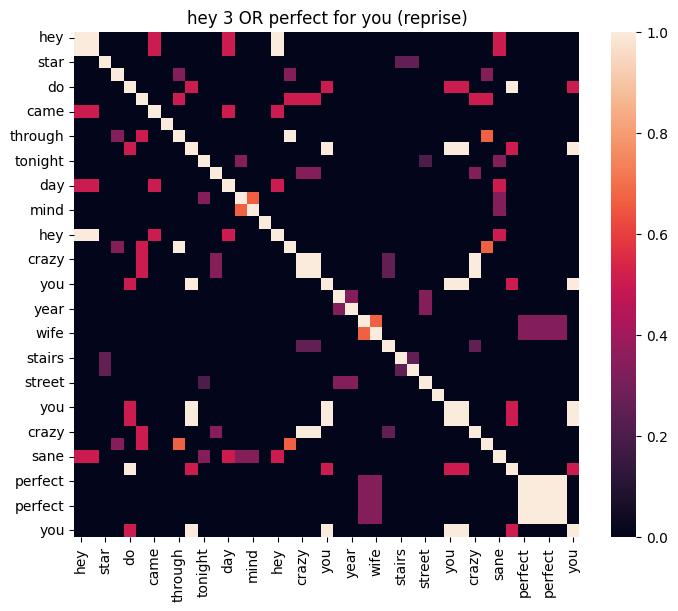 hey 3 OR perfect for you (reprise)
hey
star
do
came
through
tonight
day
mind
hey
crazy
you
year
wife
stairs
street
you
crazy
sane
perfect
perfect
you
hey
star
do
came
through
tonight
day
mind
hey
crazy
you
year
wife
stairs
street
you
crazy
sane
perfect
perfect
you
1.0
0.8
0.6
0.4
0.2
0.0